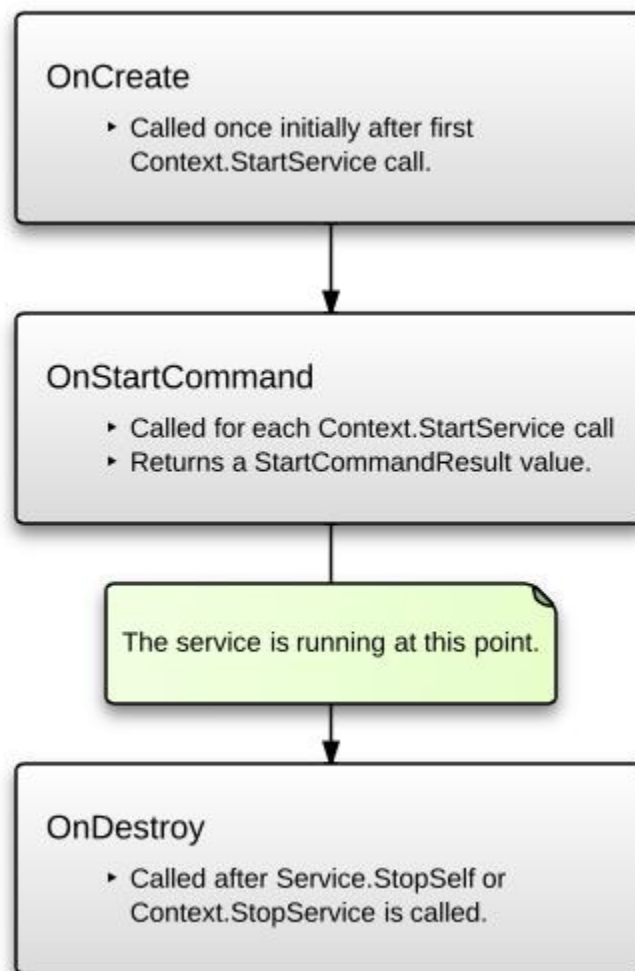 OnCreate
‣ Called once initially after first
Context.StartService call.
OnStartCommand
‣ Called for each Context.StartService call
‣ Returns a StartCommandResult value.
The service is running at this point.
OnDestroy
‣ Called after Service.StopSelf or
Context.StopService is called.